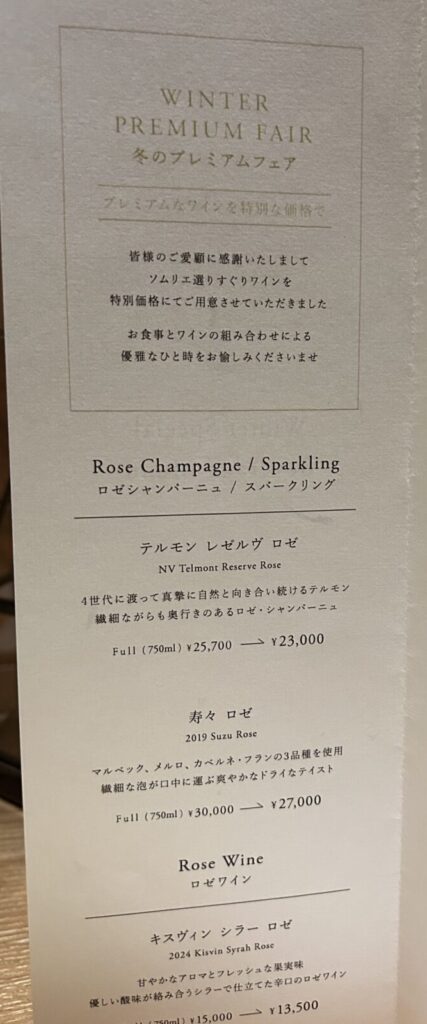 WINTER
PREMIUM FAIR
冬のプレミアムフェア
プレミアムなワインを特別な価格で
皆様のご愛顧に感謝いたしまして
ソムリエ選りすぐりワインを
特別価格にてご用意させていただきました
お食事とワインの組み合わせによる
優雅なひと時をお愉しみくださいませ
Rose Champagne / Sparkling
ロゼシャンパーニュ / スパークリング
テルモン レゼルヴ ロゼ
NV Telmont Reserve Rose
4世代に渡って真摯に自然と向き合い続けるテルモン
繊細ながらも奥行きのあるロゼ・シャンパーニュ
Full (750ml) ¥25,700 → ¥23,000
寿々 ロゼ
2019 Suzu Rose
マルベック、メルロ、カベルネ・フランの3品種を使用
繊細な泡が口中に運ぶ爽やかなドライなテイスト
Full (750ml) ¥30,000 → ¥27,000
Rose Wine
ロゼワイン
キスヴィン シラー ロゼ
2024 Kisvin Syrah Rose
甘やかなアロマとフレッシュな果実味
優しい酸味が絡み合うシラーで仕立てた辛口のロゼワイン
(750ml) ¥15,000 → ¥13,500